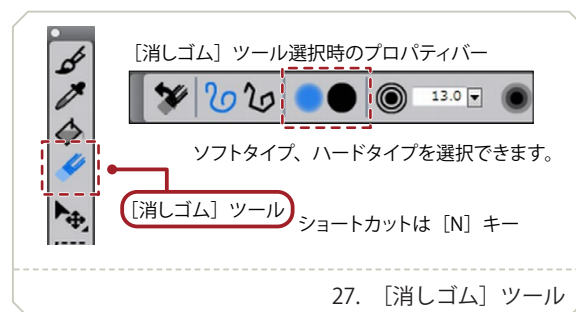 ［消しゴム］ツール選択時のプロパティバー
13.0
ソフトタイプ、ハードタイプを選択できます。
［消しゴム］ツール
ショートカットは［N］キー
27. ［消しゴム］ツール